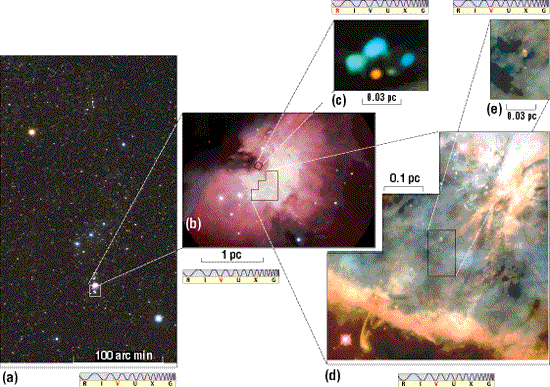 R I V U X G
R I V U X G
(c)
0.03 pc
(e)
0.03 pc
(b)
1 pc
R I V U X G
0.1 pc
(a)
100 arc min
R I V U X G
(d)
R I V U X G